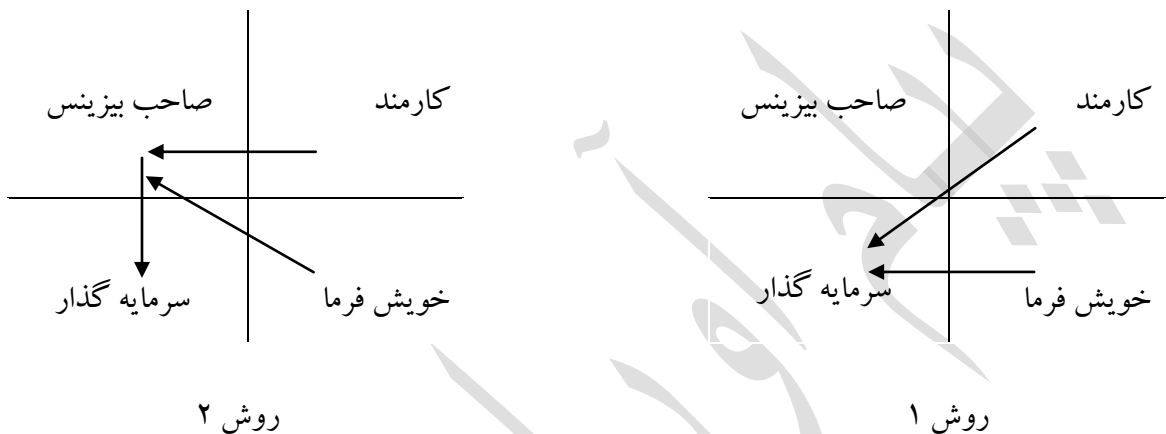 کارمند صاحب بیزینس
خویش فرما سرمایه گذار
روش ۱
کارمند صاحب بیزینس
خویش فرما سرمایه گذار
روش ۲